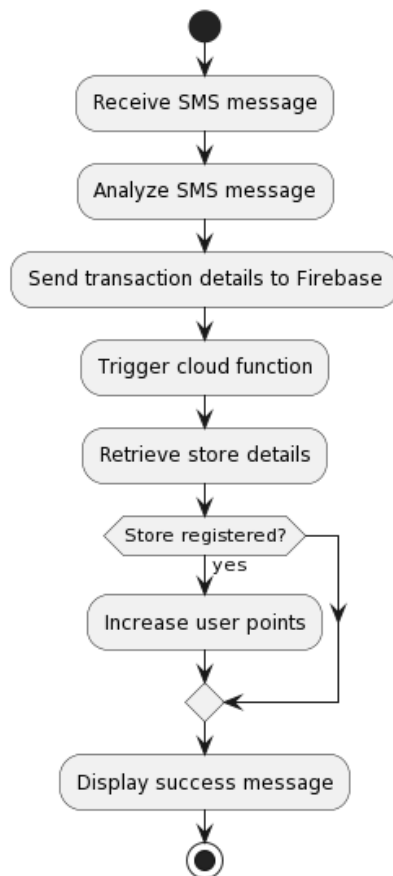 Receive SMS message
Analyze SMS message
Send transaction details to Firebase
Trigger cloud function
Retrieve store details
Store registered?
yes
Increase user points
Display success message